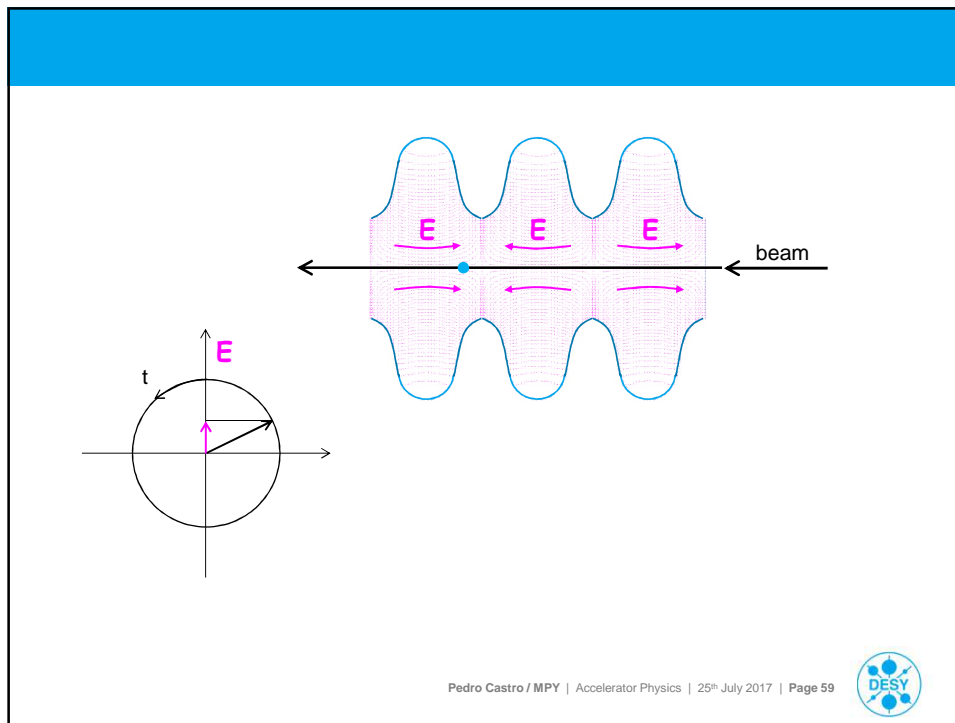 E E E
beam
E
t
Pedro Castro / MPY | Accelerator Physics | 25th July 2017 | Page 59
DESY